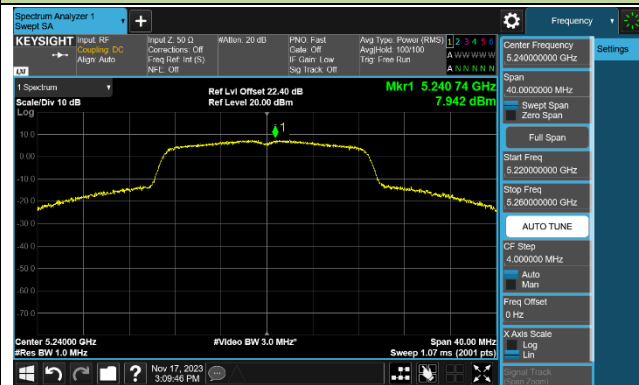 Spectrum Analyzer 1
Swept SA
Frequency
KEYSIGHT
Input: RF
Coupling: DC
Align: Auto
Input Z: 50 Ω
Corrections: Off
Freq Ref: Int (S)
NFE: Off
#Atten: 20 dB
PNO: Fast
Gate: Off
IF Gain: Low
Sig Track: Off
Avg Type: Power (RMS)
Avg|Hold: 100/100
Trig: Free Run
1 2 3 4 5 6
A W W W W W
A N N N N N
LXI
1 Spectrum
Scale/Div 10 dB
Log
Ref Lvl Offset 22.40 dB
Ref Level 20.00 dBm
Mkr1 5.240 74 GHz
7.942 dBm
1
10.0
0.00
-10.0
-20.0
-30.0
-40.0
-50.0
-60.0
-70.0
Center 5.24000 GHz
#Res BW 1.0 MHz
#Video BW 3.0 MHz*
Span 40.00 MHz
Sweep 1.07 ms (2001 pts)
Center Frequency
5.240000000 GHz
Settings
Span
40.0000000 MHz
Swept Span
Zero Span
Full Span
Start Freq
5.220000000 GHz
Stop Freq
5.260000000 GHz
AUTO TUNE
CF Step
4.000000 MHz
Auto
Man
Freq Offset
0 Hz
X Axis Scale
Log
Lin
Signal Track
(Span Zoom)
Nov 17, 2023
3:09:46 PM